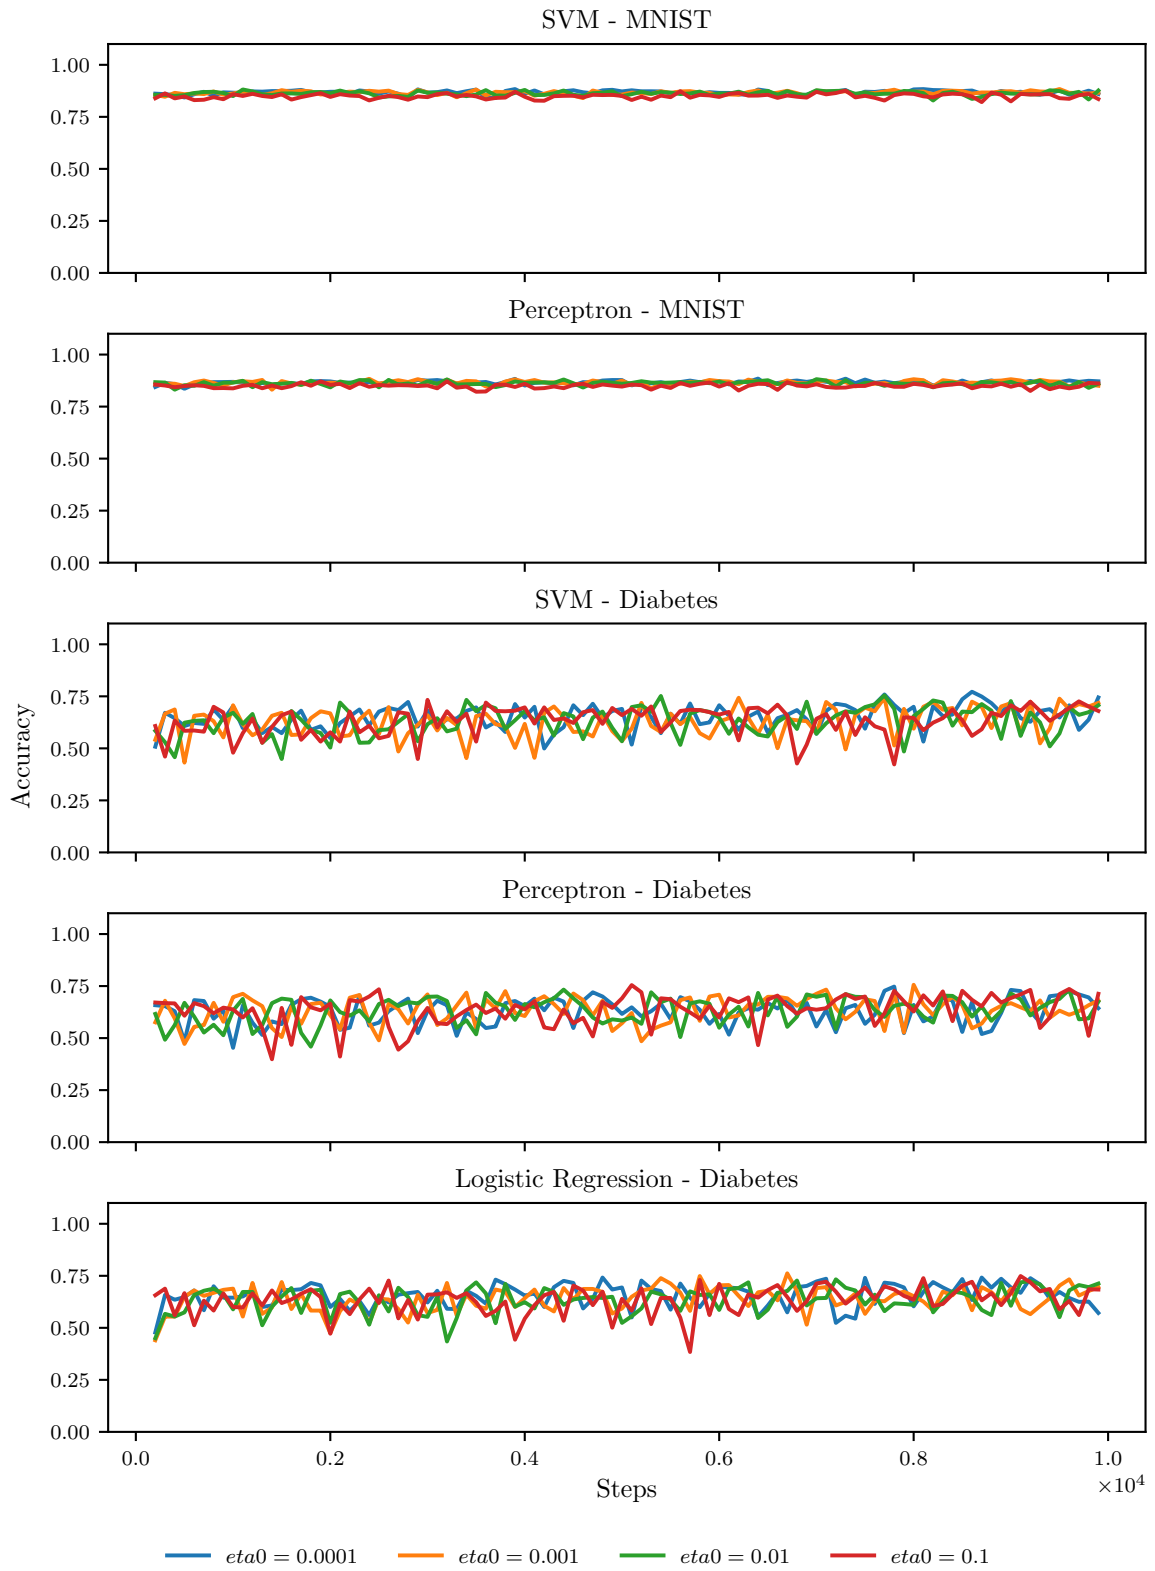 SVM - MNIST
1.00
0.75
0.50
0.25
0.00
Perceptron - MNIST
1.00
0.75
0.50
0.25
0.00
SVM - Diabetes
1.00
0.75
0.50
0.25
0.00
Accuracy
Perceptron - Diabetes
1.00
0.75
0.50
0.25
0.00
Logistic Regression - Diabetes
1.00
0.75
0.50
0.25
0.00
0.0 0.2 0.4 0.6 0.8 1.0
×10⁴
Steps
eta0 = 0.0001 eta0 = 0.001 eta0 = 0.01 eta0 = 0.1